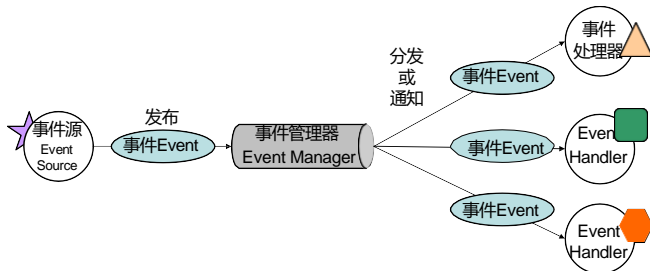 事件源
Event
Source
发布
事件Event
事件管理器
Event Manager
分发
或
通知
事件Event
事件Event
事件Event
事件
处理器
Event
Handler
Event
Handler